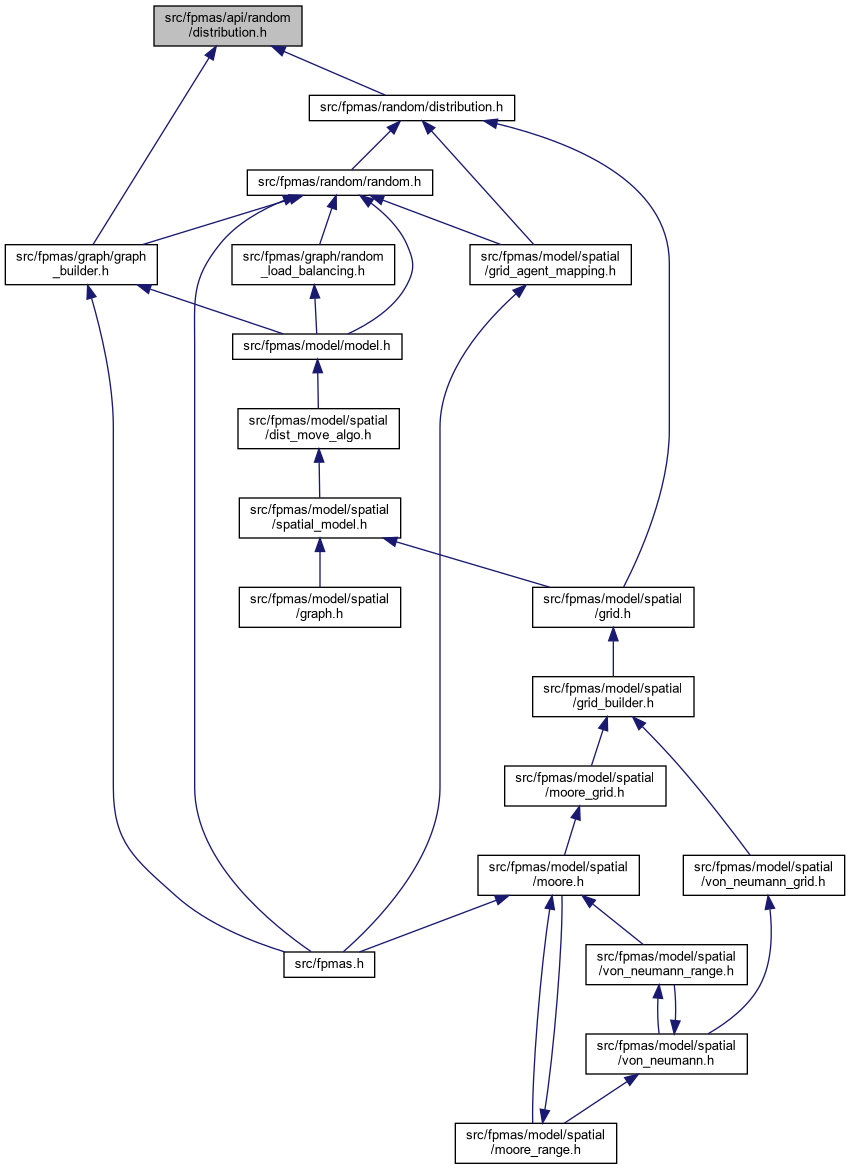 src/fpmas/api/random
/distribution.h
src/fpmas/random/distribution.h
src/fpmas/random/random.h
src/fpmas/graph/graph
_builder.h
src/fpmas/graph/random
_load_balancing.h
src/fpmas/model/spatial
/grid_agent_mapping.h
src/fpmas/model/model.h
src/fpmas/model/spatial
/dist_move_algo.h
src/fpmas/model/spatial
/spatial_model.h
src/fpmas/model/spatial
/graph.h
src/fpmas/model/spatial
/grid.h
src/fpmas/model/spatial
/grid_builder.h
src/fpmas/model/spatial
/moore_grid.h
src/fpmas/model/spatial
/moore.h
src/fpmas/model/spatial
/von_neumann_grid.h
src/fpmas.h
src/fpmas/model/spatial
/von_neumann_range.h
src/fpmas/model/spatial
/von_neumann.h
src/fpmas/model/spatial
/moore_range.h